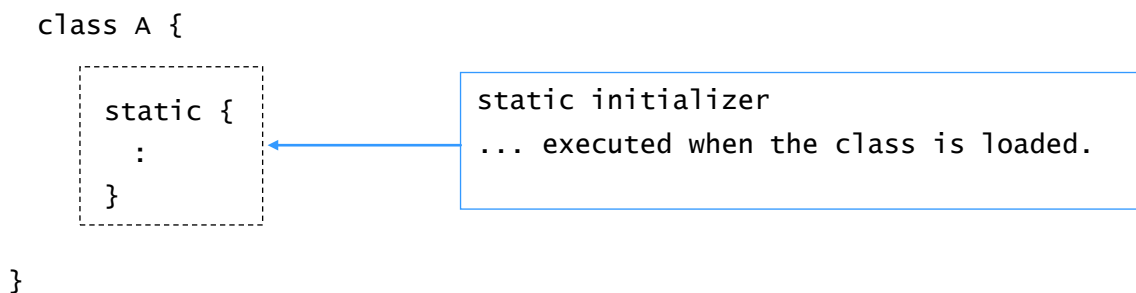 class A {
static {
:
}
static initializer
... executed when the class is loaded.
}